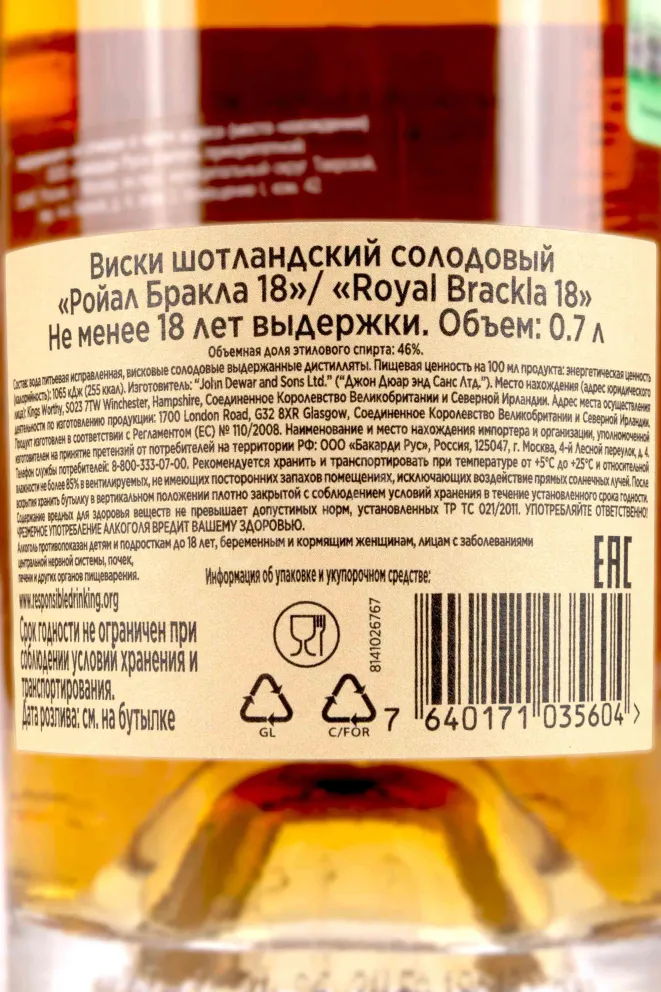 Виски шотландский солодовый
«Ройал Бракла 18»/ «Royal Brackla 18»
Не менее 18 лет выдержки. Объем: 0.7 л
Объемная доля этилового спирта: 46%.
Состав: вода питьевая исправленная, висковые солодовые выдержанные дистилляты. Пищевая ценность на 100 мл продукта: энергетическая ценность
(калорийность): 1065 кДж (255 ккал). Изготовитель: “John Dewar and Sons Ltd.” (“Джон Дюар энд Санс Лтд.”). Место нахождения (адрес юридического
лица): Kings Worthy, SO23 7TW Winchester, Hampshire, Соединенное Королевство Великобритании и Северной Ирландии. Адрес места осуществления
деятельности по изготовлению продукции: 1700 London Road, G32 8XR Glasgow, Соединенное Королевство Великобритании и Северной Ирландии.
Продукт изготовлен в соответствии с Регламентом (ЕС) № 110/2008. Наименование и место нахождения импортера и организации, уполномоченной
изготовителем на принятие претензий от потребителей на территории РФ: ООО «Бакарди Рус», Россия, 125047, г. Москва, 4-й Лесной переулок, д. 4.
Телефон службы потребителей: 8-800-333-07-00. Рекомендуется хранить и транспортировать при температуре от +5°С до +25°С и относительной
влажности не более 85% в вентилируемых, не имеющих посторонних запахов помещениях, исключающих воздействие прямых солнечных лучей. После
вскрытия хранить бутылку в вертикальном положении плотно закрытой с соблюдением условий хранения в течение установленного срока годности.
Содержание вредных для здоровья веществ не превышает допустимых норм, установленных ТР ТС 021/2011. УПОТРЕБЛЯЙТЕ ОТВЕТСТВЕННО!
ЧРЕЗМЕРНОЕ УПОТРЕБЛЕНИЕ АЛКОГОЛЯ ВРЕДИТ ВАШЕМУ ЗДОРОВЬЮ.
Алкоголь противопоказан детям и подросткам до 18 лет, беременным и кормящим женщинам, лицам с заболеваниями
центральной нервной системы, почек,
печени и других органов пищеварения.
www.responsibledrinking.org
Срок годности не ограничен при
соблюдении условий хранения и
транспортирования.
Дата розлива: см. на бутылке
Информация об упаковке и укупорочном средстве:
GL
C/FOR
8141026767
EAC
7 640171 035604 >